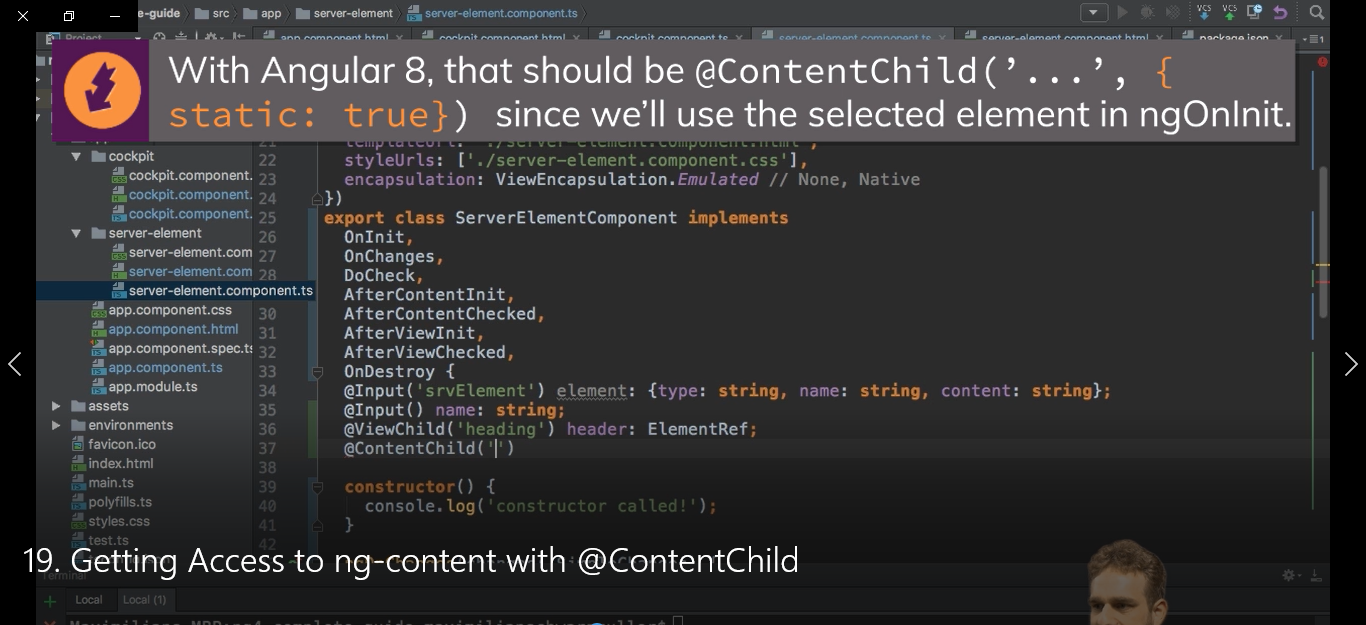 e-guide src app server-element server-element.component.ts
Project app.component.html cockpit.component.html cockpit.component.ts server-element.component.ts server-element.component.html package.json
With Angular 8, that should be @ContentChild('...', {
static: true}) since we'll use the selected element in ngOnInit.
21 templateUrl: './server-element.component.html',
cockpit 22 styleUrls: ['./server-element.component.css'],
cockpit.component. 23 encapsulation: ViewEncapsulation.Emulated // None, Native
cockpit.component. 24 })
cockpit.component. 25 export class ServerElementComponent implements
server-element 26 OnInit,
server-element.com 27 OnChanges,
server-element.com 28 DoCheck,
server-element.component.ts AfterContentInit,
app.component.css 30 AfterContentChecked,
app.component.html 31 AfterViewInit,
app.component.spec.ts 32 AfterViewChecked,
app.component.ts 33 OnDestroy {
app.module.ts 34 @Input('srvElement') element: {type: string, name: string, content: string};
assets 35 @Input() name: string;
environments 36 @ViewChild('heading') header: ElementRef;
favicon.ico 37 @ContentChild('')
index.html 38
main.ts 39 constructor() {
polyfills.ts 40 console.log('constructor called!');
styles.css 41 }
test.ts 42
19. Getting Access to ng-content with @ContentChild
Terminal
Local Local (1)